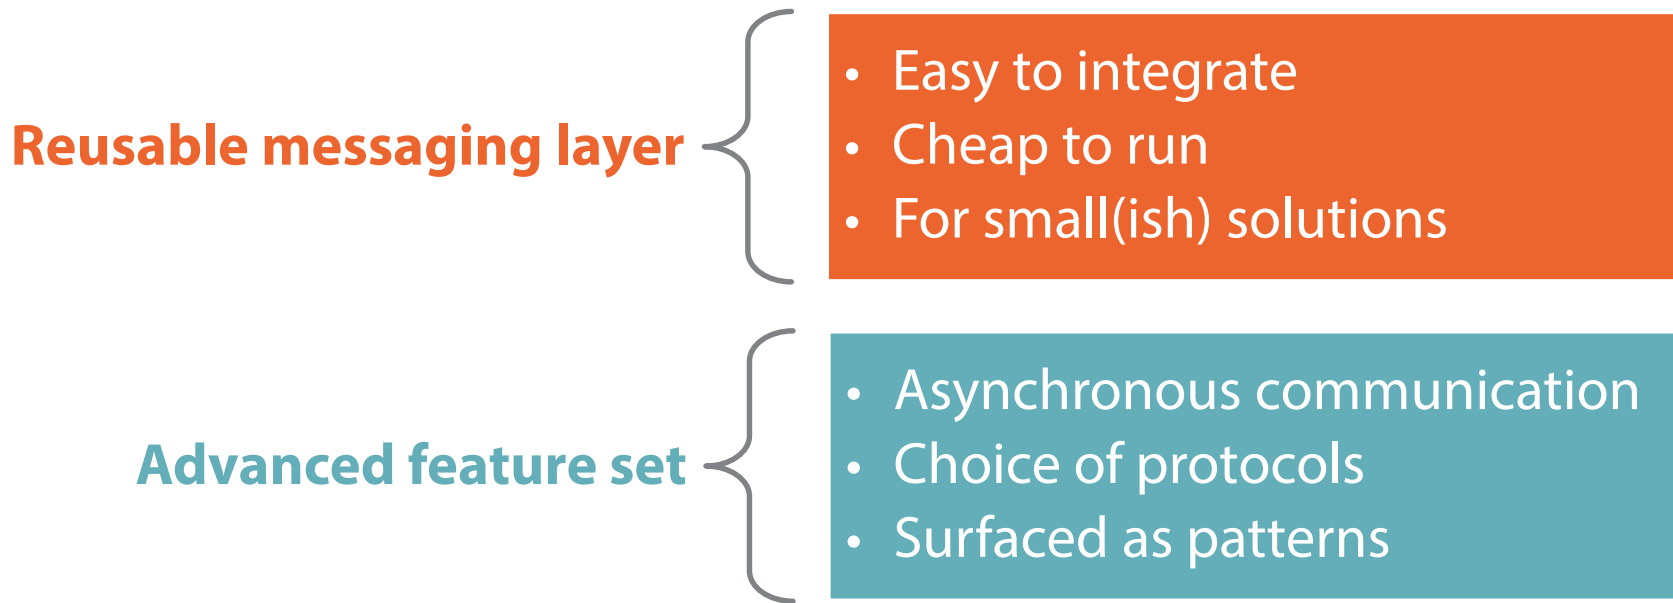 Reusable messaging layer
• Easy to integrate
• Cheap to run
• For small(ish) solutions
Advanced feature set
• Asynchronous communication
• Choice of protocols
• Surfaced as patterns